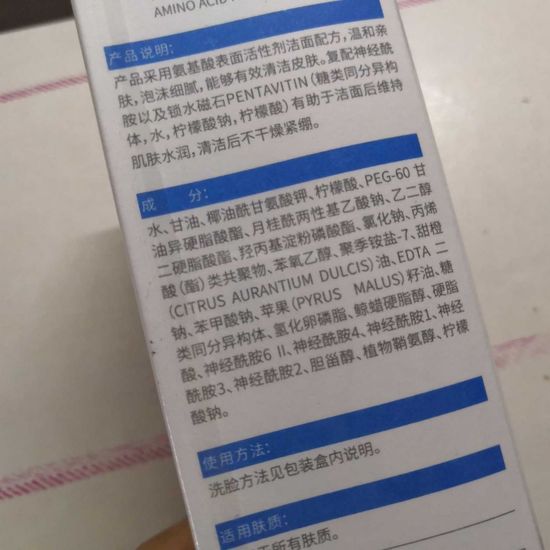 AMINO ACID
产品说明：
产品采用氨基酸表面活性剂洁面配方，温和亲
肤，泡沫细腻，能够有效清洁皮肤。复配神经酰
胺以及锁水磁石PENTAVITIN（糖类同分异构
体，水，柠檬酸钠，柠檬酸）有助于洁面后维持
肌肤水润，清洁后不干燥紧绷。
成 分：
水、甘油、椰油酰甘氨酸钾、柠檬酸、PEG-60 甘
油异硬脂酸酯、月桂酰两性基乙酸钠、乙二醇
二硬脂酸酯、羟丙基淀粉磷酸酯、氯化钠、丙烯
酸（酯）类共聚物、苯氧乙醇、聚季铵盐-7、甜橙
（CITRUS AURANTIUM DULCIS）油、EDTA 二
钠、苯甲酸钠、苹果（PYRUS MALUS）籽油、糖
类同分异构体、氢化卵磷脂、鲸蜡硬脂醇、硬脂
酸、神经酰胺6 II、神经酰胺4、神经酰胺1、神经
酰胺3、神经酰胺2、胆甾醇、植物鞘氨醇、柠檬
酸钠。
使用方法：
洗脸方法见包装盒内说明。
适用肤质：
所有肤质。